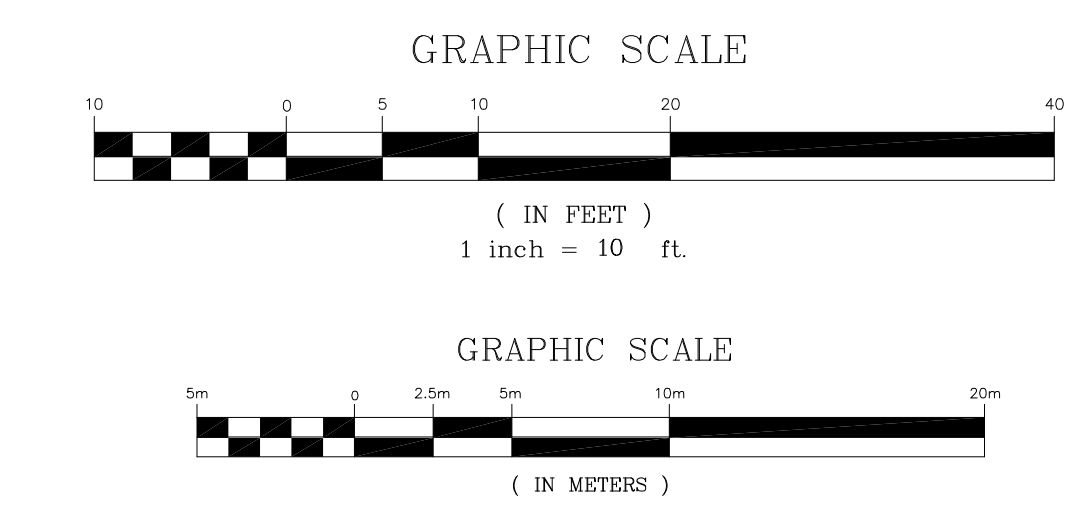 GRAPHIC SCALE
10 0 5 10 20 40
( IN FEET )
1 inch = 10 ft.
GRAPHIC SCALE
5m 0 2.5m 5m 10m 20m
( IN METERS )